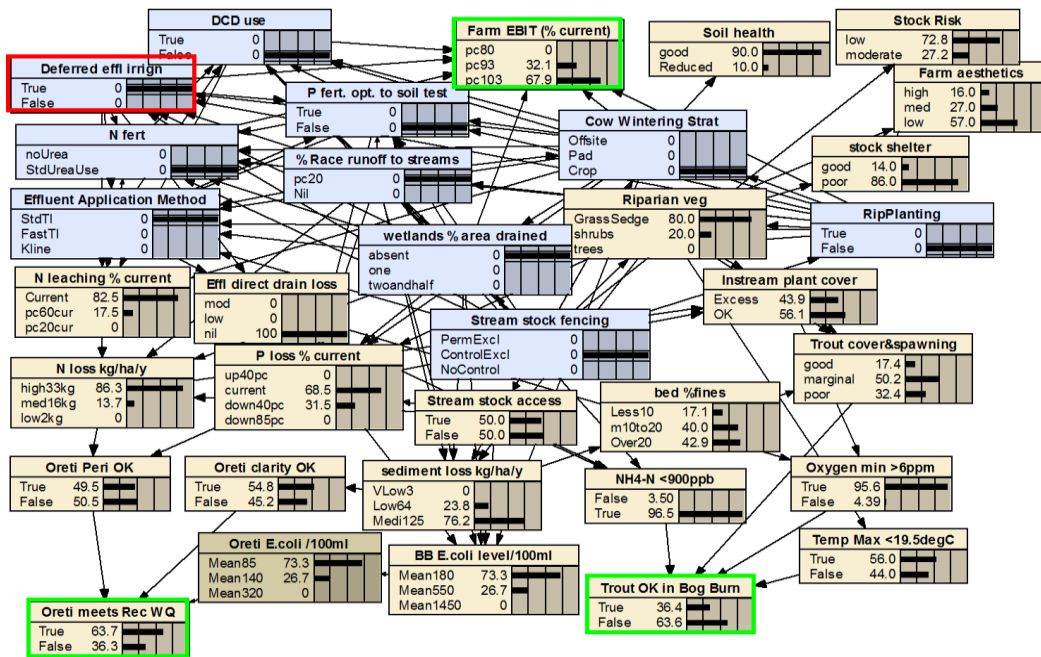 DCD use
True 0
False 0
Farm EBIT (% current)
pc80 0
pc93 32.1
pc103 67.9
Soil health
good 90.0
Reduced 10.0
Stock Risk
low 72.8
moderate 27.2
Deferred effl irrign
True 0
False 0
P fert. opt. to soil test
True 0
False 0
Farm aesthetics
high 16.0
med 27.0
low 57.0
N fert
noUrea 0
StdUreaUse 0
Cow Wintering Strat
Offsite 0
Pad 0
Crop 0
% Race runoff to streams
pc20 0
Nil 0
stock shelter
good 14.0
poor 86.0
Effluent Application Method
StdTI 0
FastTI 0
Kline 0
Riparian veg
GrassSedge 80.0
shrubs 20.0
trees 0
RipPlanting
True 0
False 0
wetlands % area drained
absent 0
one 0
twoandhalf 0
N leaching % current
Current 82.5
pc60cur 17.5
pc20cur 0
Effl direct drain loss
mod 0
low 0
nil 100
Instream plant cover
Excess 43.9
OK 56.1
Stream stock fencing
PermExcl 0
ControlExcl 0
NoControl 0
Trout cover&spawning
good 17.4
marginal 50.2
poor 32.4
P loss % current
up40pc 0
current 68.5
down40pc 31.5
down85pc 0
N loss kg/ha/y
high33kg 86.3
med16kg 13.7
low2kg 0
Stream stock access
True 50.0
False 50.0
bed %fines
Less10 17.1
m10to20 40.0
Over20 42.9
Oreti Peri OK
True 49.5
False 50.5
Oreti clarity OK
True 54.8
False 45.2
sediment loss kg/ha/y
VLow3 0
Low64 23.8
Medi125 76.2
NH4-N <900ppb
False 3.50
True 96.5
Oxygen min >6ppm
True 95.6
False 4.39
Oreti E.coli /100ml
Mean85 73.3
Mean140 26.7
Mean320 0
BB E.coli level/100ml
Mean180 73.3
Mean550 26.7
Mean1450 0
Temp Max <19.5degC
True 56.0
False 44.0
Oreti meets Rec WQ
True 63.7
False 36.3
Trout OK in Bog Burn
True 36.4
False 63.6